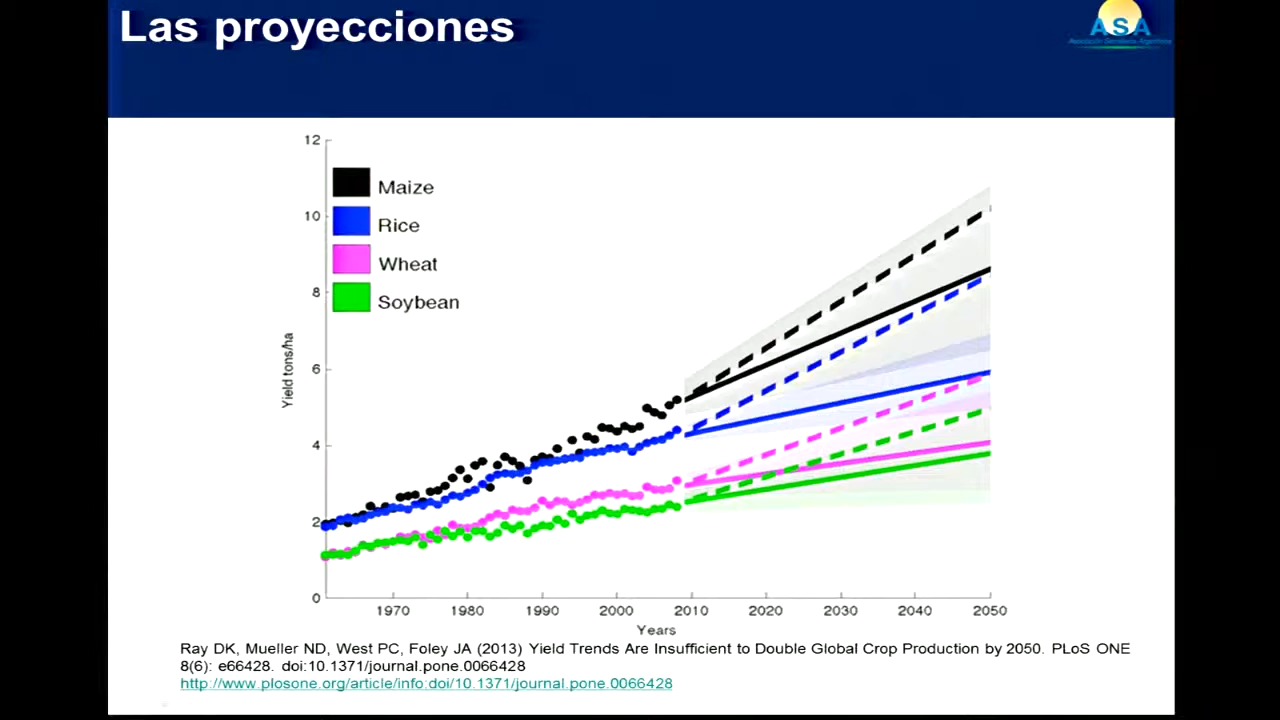 Las proyecciones
ASA
12
10
8
6
4
2
0
Yield tons/ha
Maize
Rice
Wheat
Soybean
1970 1980 1990 2000 2010 2020 2030 2040 2050
Years
Ray DK, Mueller ND, West PC, Foley JA (2013) Yield Trends Are Insufficient to Double Global Crop Production by 2050. PLoS ONE
8(6): e66428. doi:10.1371/journal.pone.0066428
http://www.plosone.org/article/info:doi/10.1371/journal.pone.0066428